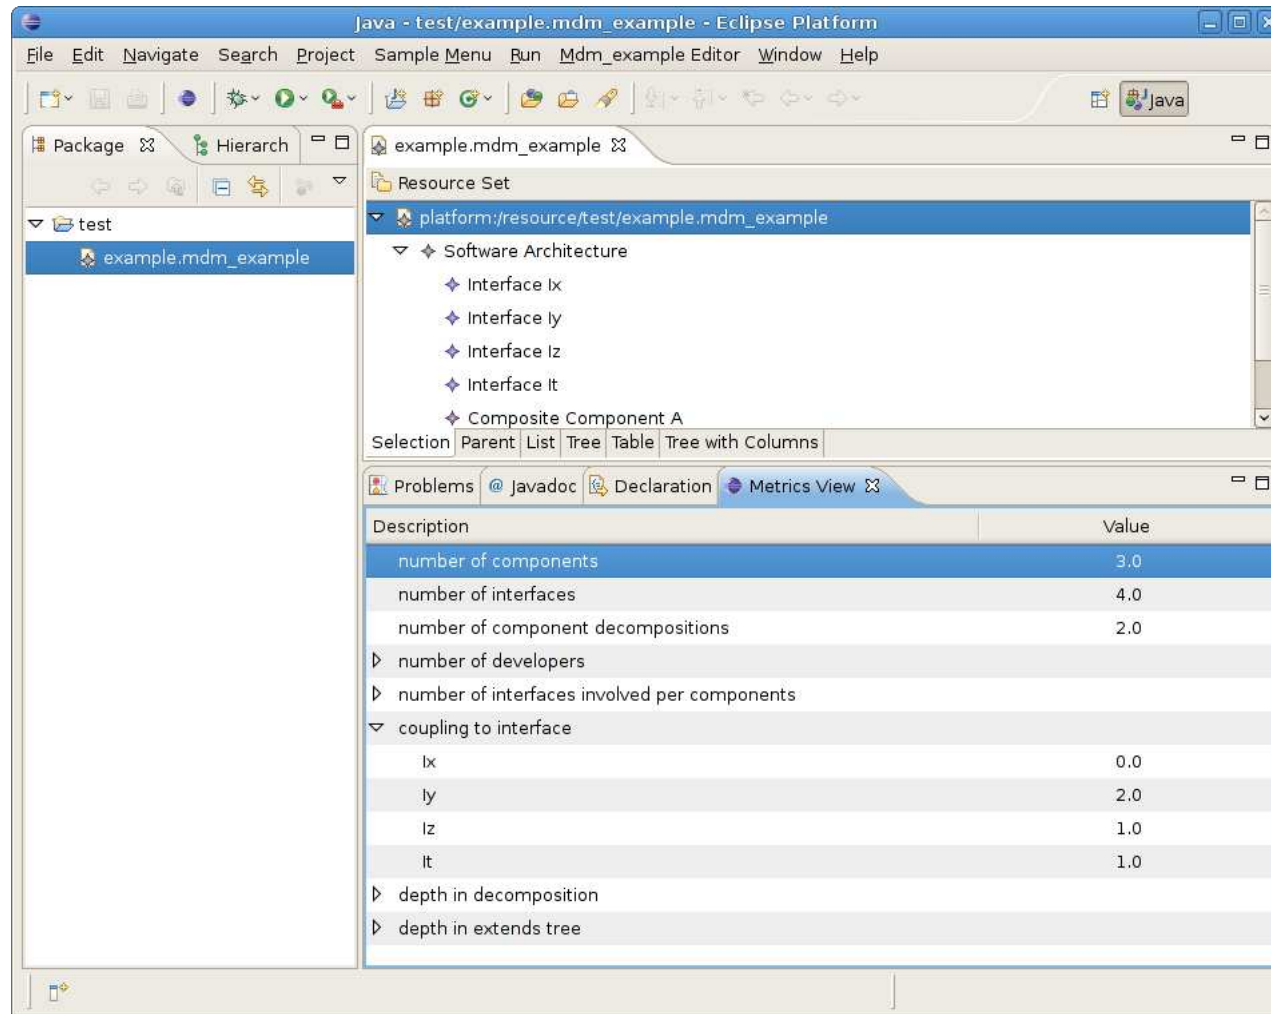 Java - test/example.mdm_example - Eclipse Platform
File Edit Navigate Search Project Sample Menu Run Mdm_example Editor Window Help
Java
Package Hierarch
test
example.mdm_example
example.mdm_example
Resource Set
platform:/resource/test/example.mdm_example
Software Architecture
Interface Ix
Interface Iy
Interface Iz
Interface It
Composite Component A
Selection Parent List Tree Table Tree with Columns
Problems @ Javadoc Declaration Metrics View
Description Value
number of components 3.0
number of interfaces 4.0
number of component decompositions 2.0
number of developers
number of interfaces involved per components
coupling to interface
Ix 0.0
Iy 2.0
Iz 1.0
It 1.0
depth in decomposition
depth in extends tree